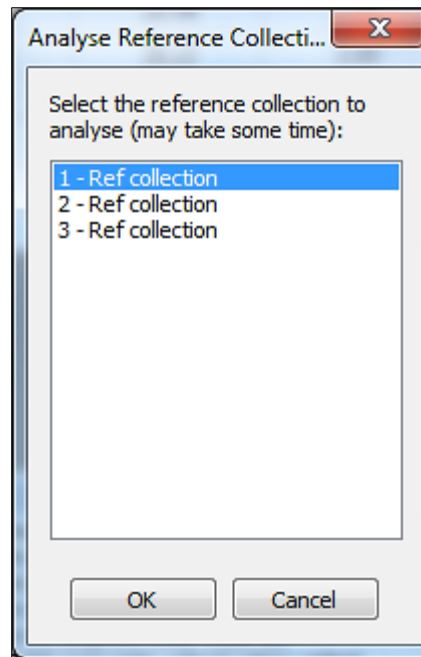 Analyse Reference Collecti...
Select the reference collection to
analyse (may take some time):
1 - Ref collection
2 - Ref collection
3 - Ref collection
OK
Cancel